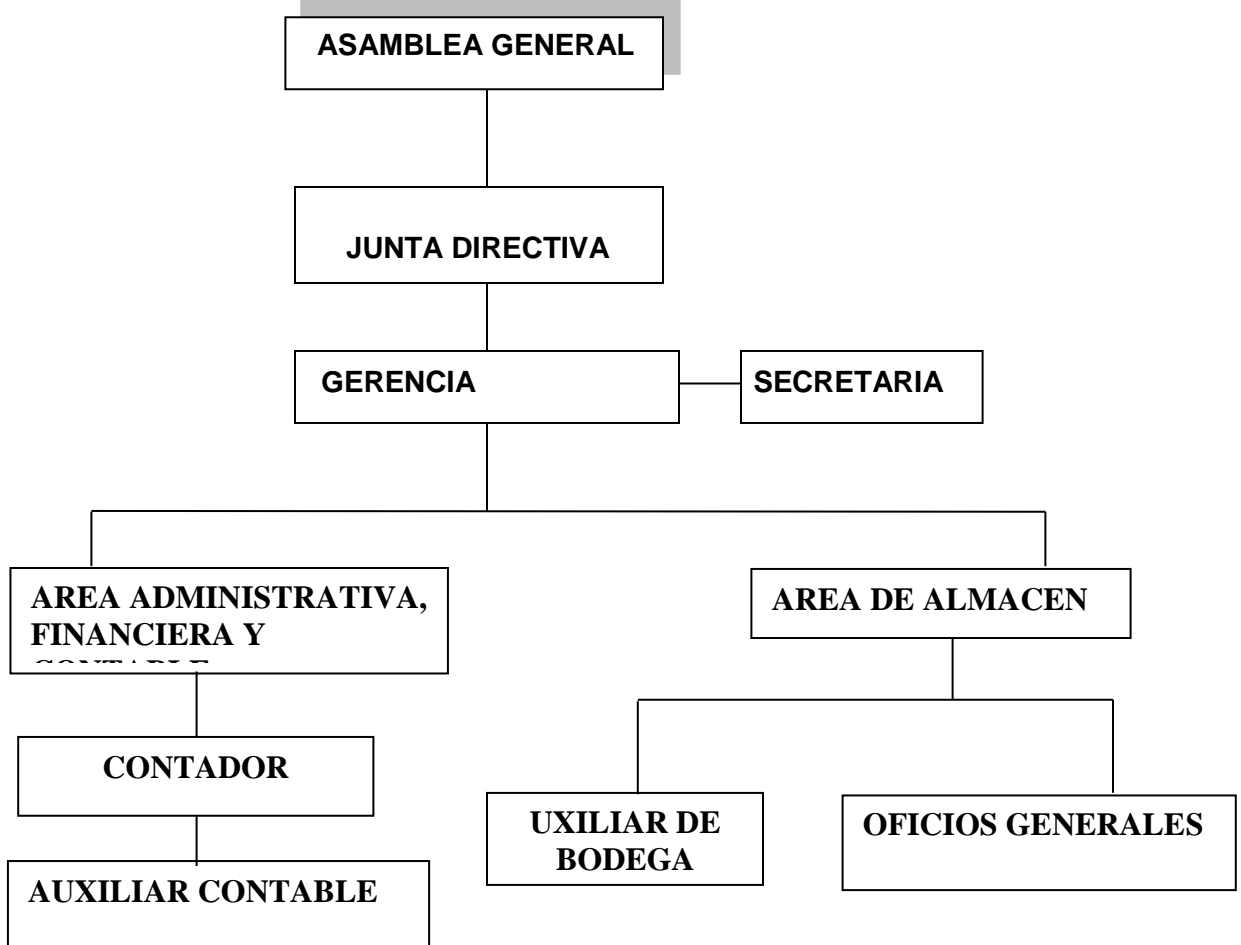 ASAMBLEA GENERAL
JUNTA DIRECTIVA
GERENCIA
SECRETARIA
AREA ADMINISTRATIVA,
FINANCIERA Y
AREA DE ALMACEN
CONTADOR
UXILIAR DE
BODEGA
OFICIOS GENERALES
AUXILIAR CONTABLE